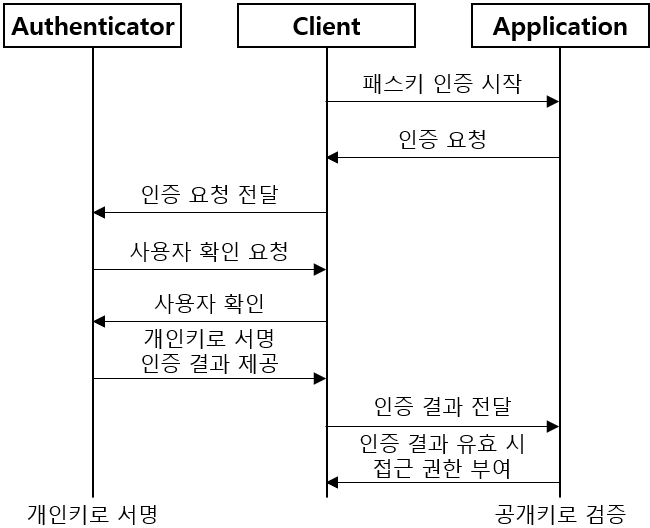 Authenticator
Client
Application
패스키 인증 시작
인증 요청
인증 요청 전달
사용자 확인 요청
사용자 확인
개인키로 서명
인증 결과 제공
인증 결과 전달
인증 결과 유효 시
접근 권한 부여
개인키로 서명
공개키로 검증